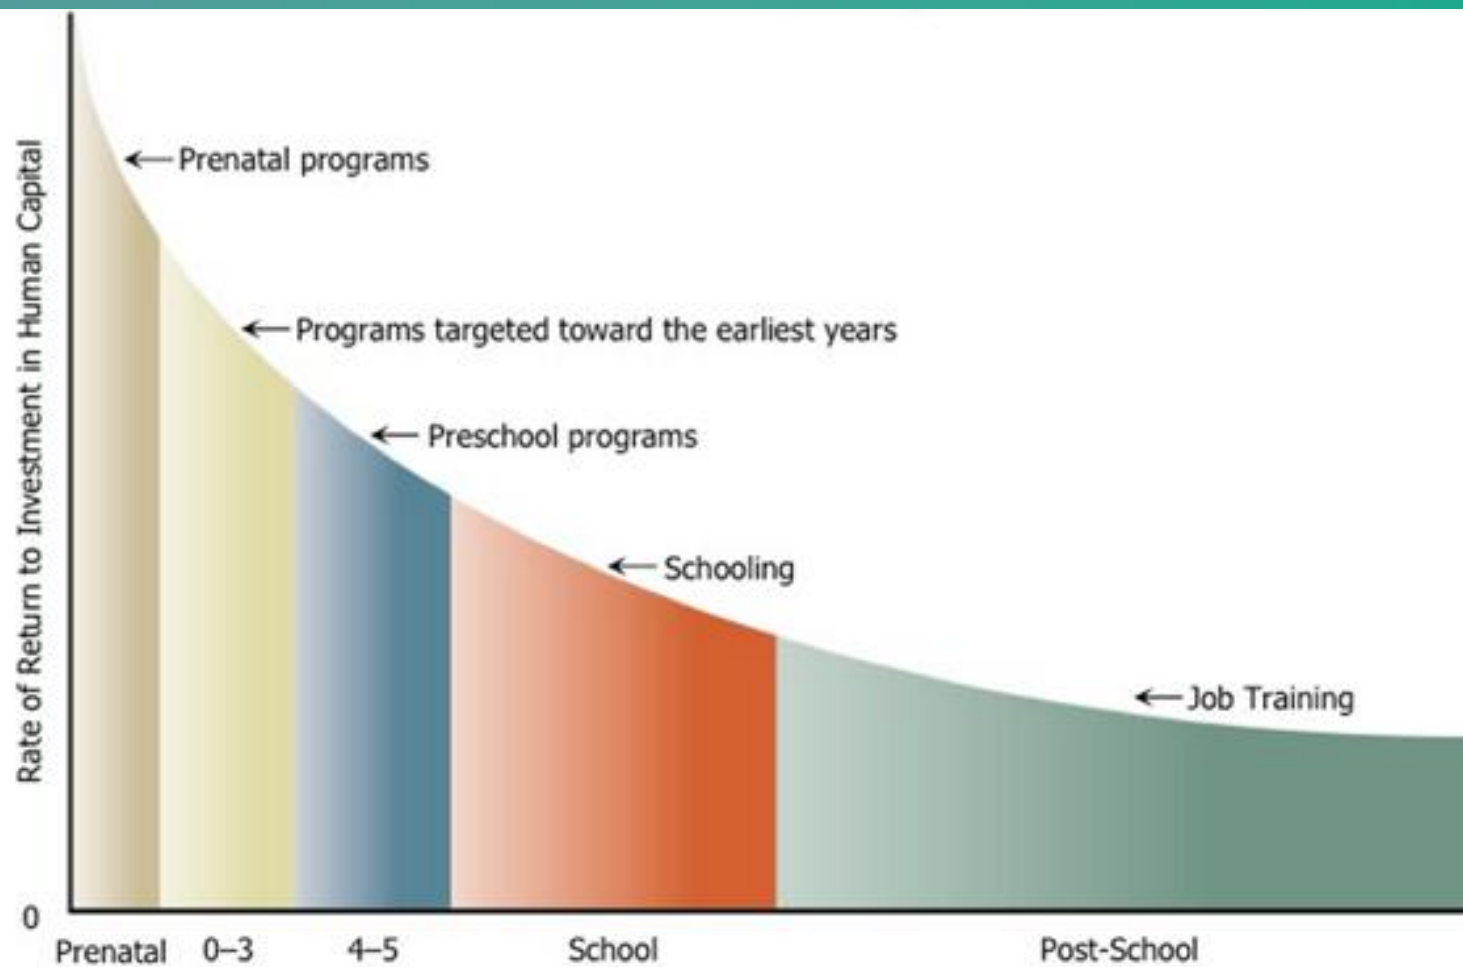 Rate of Return to Investment in Human Capital
Prenatal programs
Programs targeted toward the earliest years
Preschool programs
Schooling
Job Training
0
Prenatal
0–3
4–5
School
Post-School